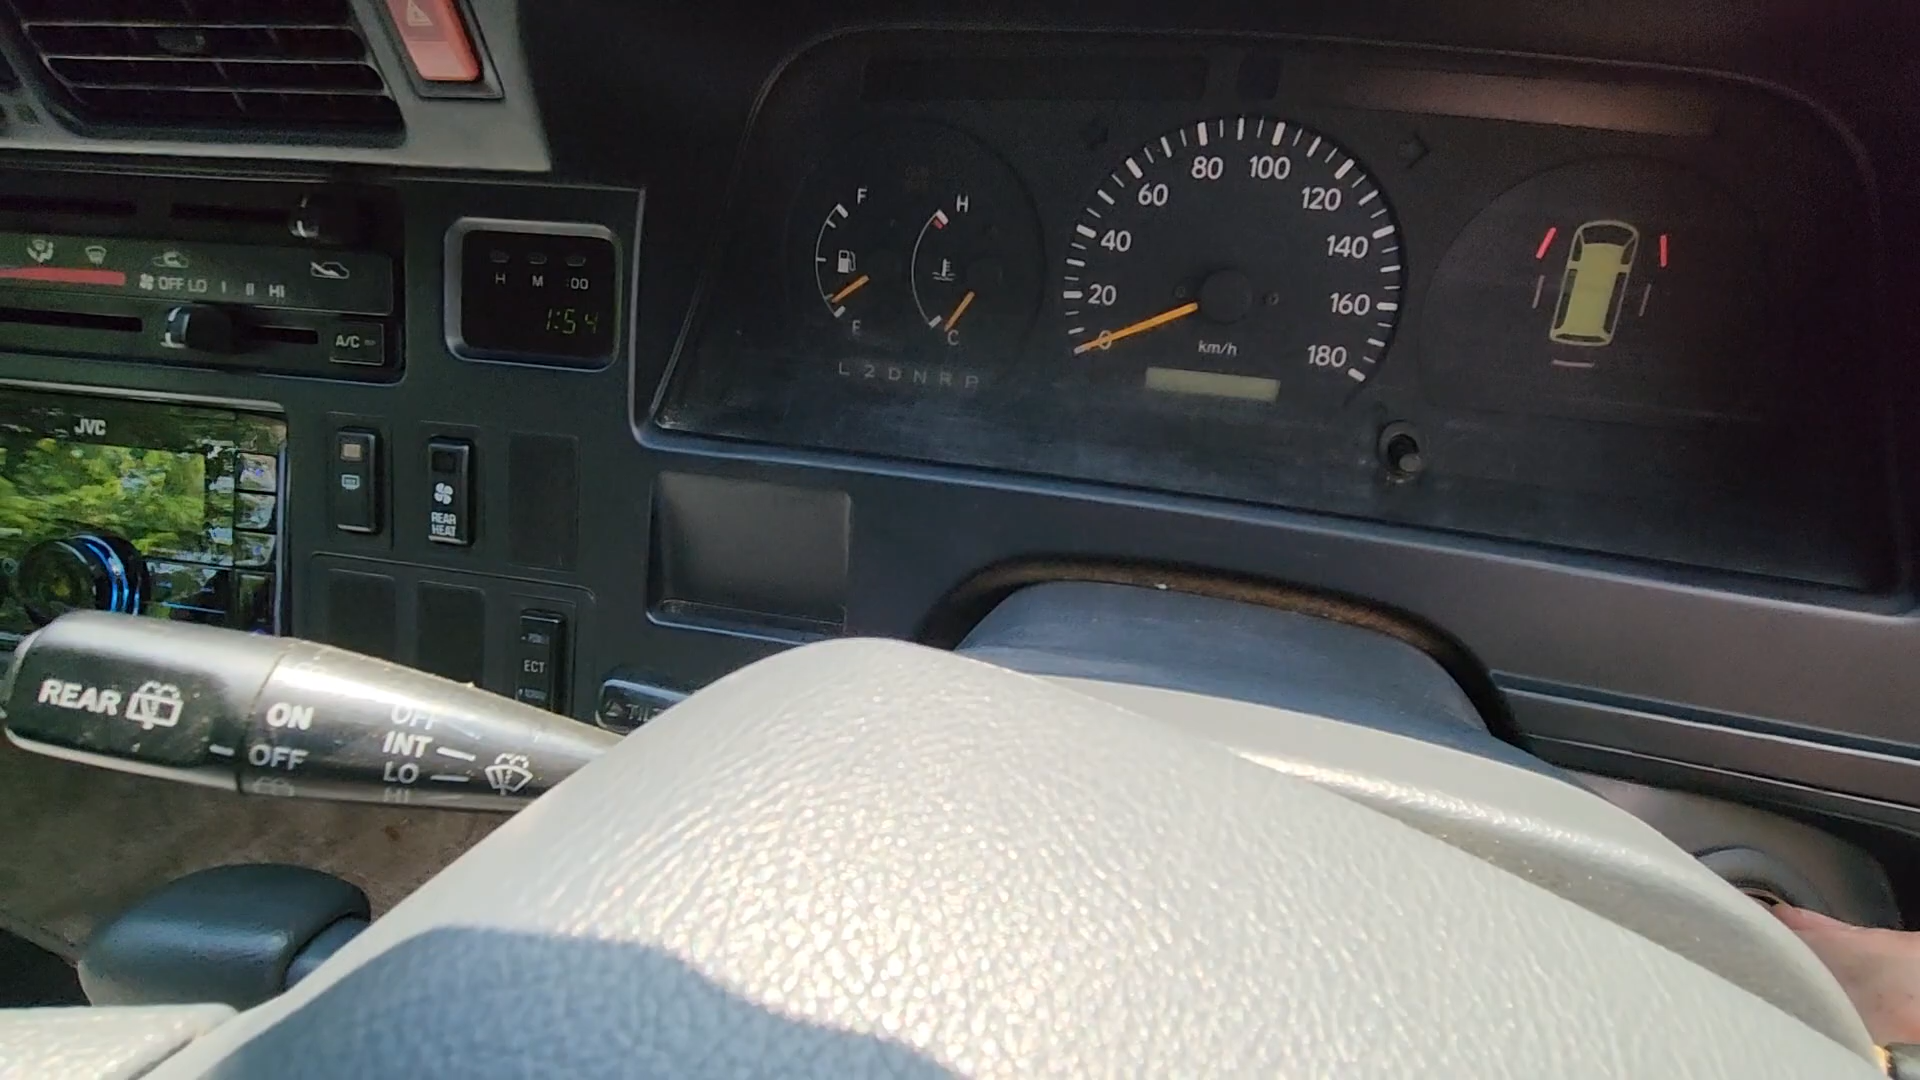 OFF LO I II HI
A/C
H M :00
1:54
JVC
REAR
HEAT
ECT
REAR
ON
OFF
OFF
INT
LO
HI
F
E
H
C
L 2 D N R P
0
20
40
60
80
100
120
140
160
180
km/h